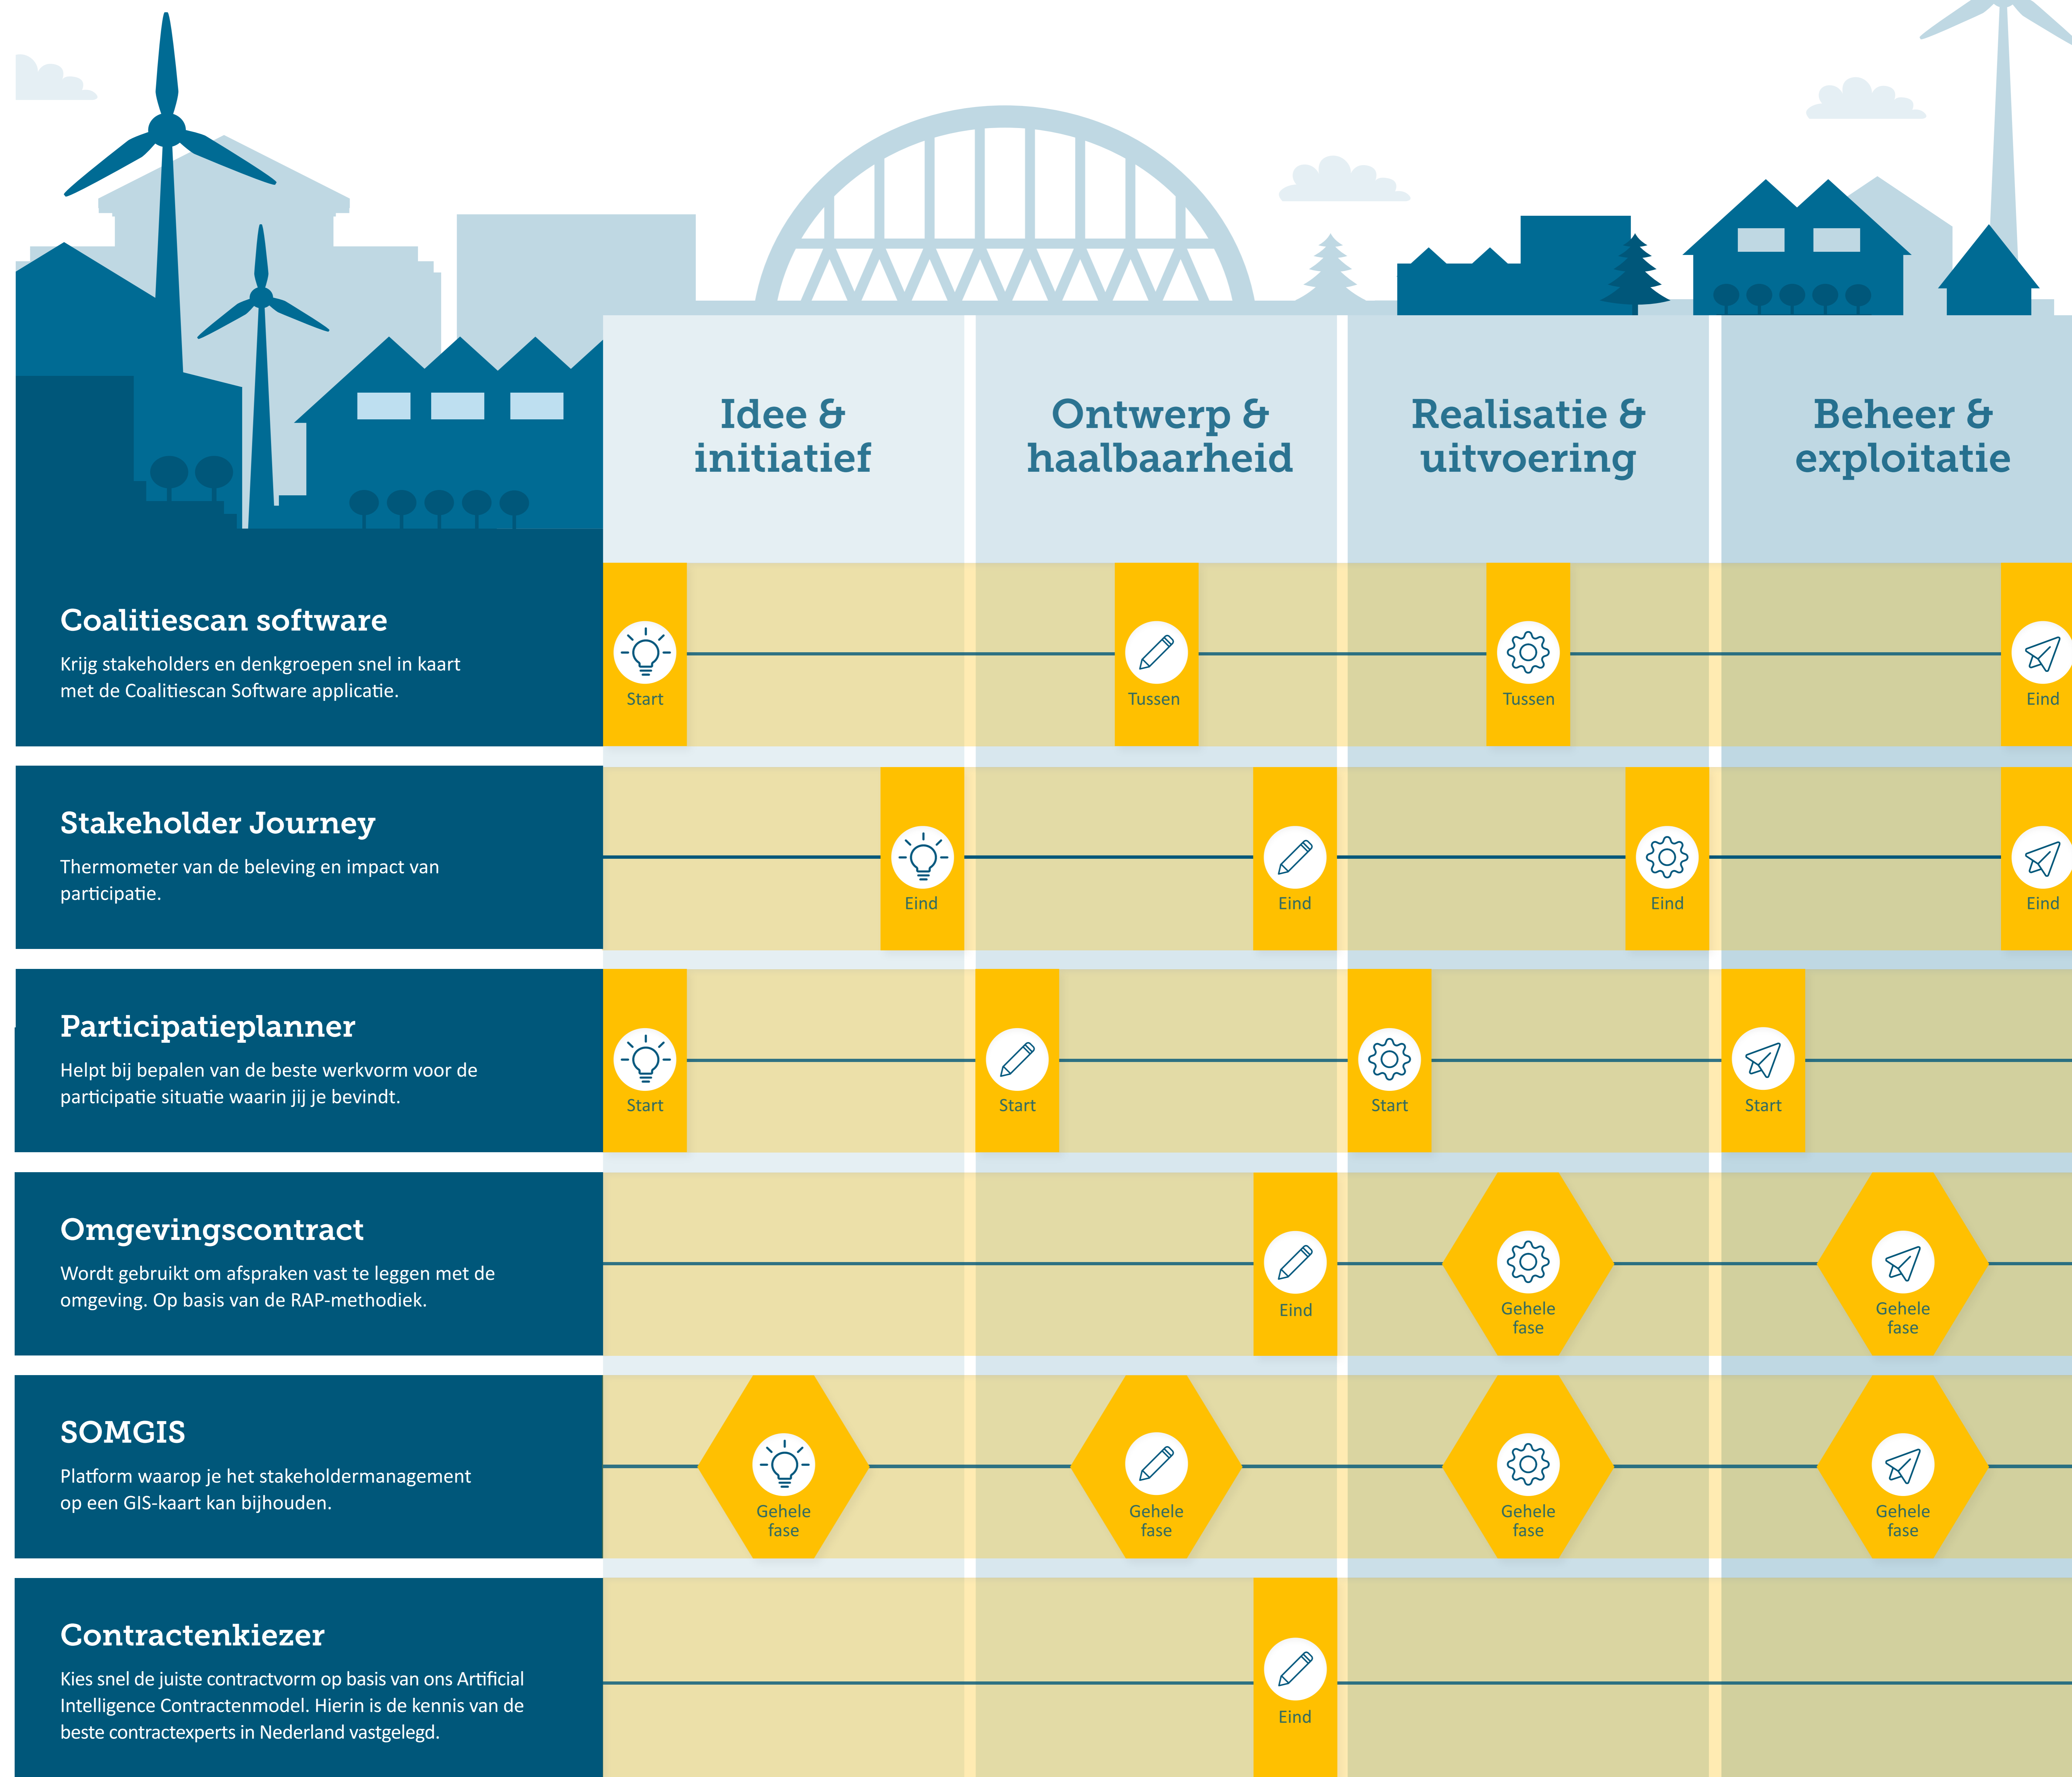 Idee &
initiatief
Ontwerp &
haalbaarheid
Realisatie &
uitvoering
Beheer &
exploitatie
Coalitiescan software
Krijg stakeholders en denkgroepen snel in kaart
met de Coalitiescan Software applicatie.
Start
Tussen
Tussen
Eind
Stakeholder Journey
Thermometer van de beleving en impact van
participatie.
Eind
Eind
Eind
Eind
Participatieplanner
Helpt bij bepalen van de beste werkvorm voor de
participatie situatie waarin jij je bevindt.
Start
Start
Start
Start
Omgevingscontract
Wordt gebruikt om afspraken vast te leggen met de
omgeving. Op basis van de RAP-methodiek.
Eind
Gehele
fase
Gehele
fase
SOMGIS
Platform waarop je het stakeholdermanagement
op een GIS-kaart kan bijhouden.
Gehele
fase
Gehele
fase
Gehele
fase
Gehele
fase
Contractenkiezer
Kies snel de juiste contractvorm op basis van ons Artificial
Intelligence Contractenmodel. Hierin is de kennis van de
beste contractexperts in Nederland vastgelegd.
Eind